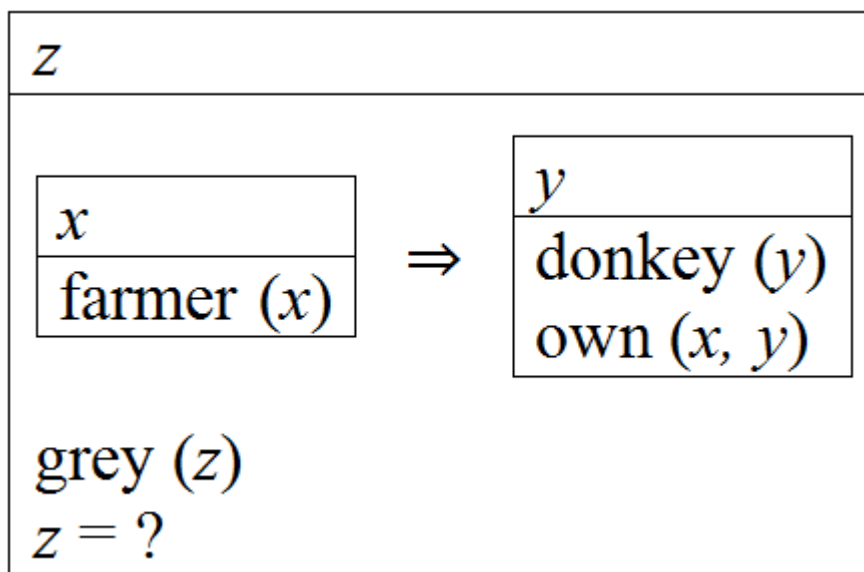 z
x
farmer (x)
⇒
y
donkey (y)
own (x, y)
grey (z)
z = ?